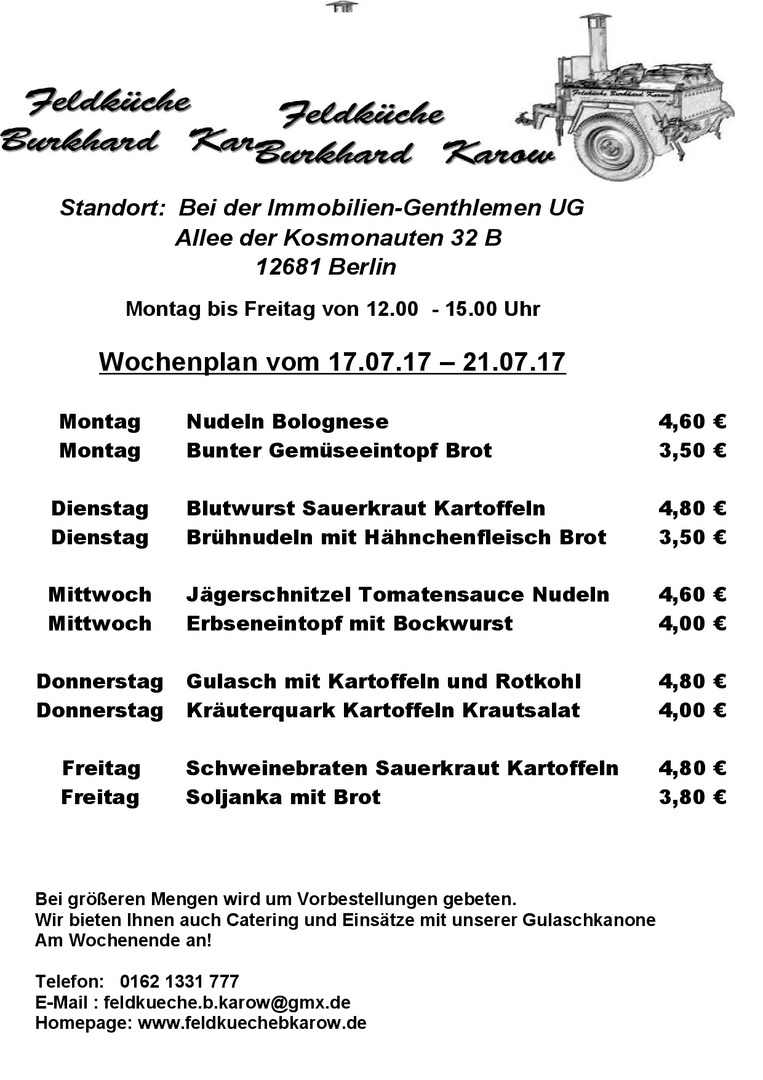 Feldküche
Burkhard Kar
Feldküche
Burkhard Karow
Feldküche Burkhard Karow
Standort: Bei der Immobilien-Genthlemen UG
Allee der Kosmonauten 32 B
12681 Berlin
Montag bis Freitag von 12.00 - 15.00 Uhr
Wochenplan vom 17.07.17 – 21.07.17
Montag Nudeln Bolognese 4,60 €
Montag Bunter Gemüseeintopf Brot 3,50 €
Dienstag Blutwurst Sauerkraut Kartoffeln 4,80 €
Dienstag Brühnudeln mit Hähnchenfleisch Brot 3,50 €
Mittwoch Jägerschnitzel Tomatensauce Nudeln 4,60 €
Mittwoch Erbseneintopf mit Bockwurst 4,00 €
Donnerstag Gulasch mit Kartoffeln und Rotkohl 4,80 €
Donnerstag Kräuterquark Kartoffeln Krautsalat 4,00 €
Freitag Schweinebraten Sauerkraut Kartoffeln 4,80 €
Freitag Soljanka mit Brot 3,80 €
Bei größeren Mengen wird um Vorbestellungen gebeten.
Wir bieten Ihnen auch Catering und Einsätze mit unserer Gulaschkanone
Am Wochenende an!
Telefon: 0162 1331 777
E-Mail : feldkueche.b.karow@gmx.de
Homepage: www.feldkuechebkarow.de